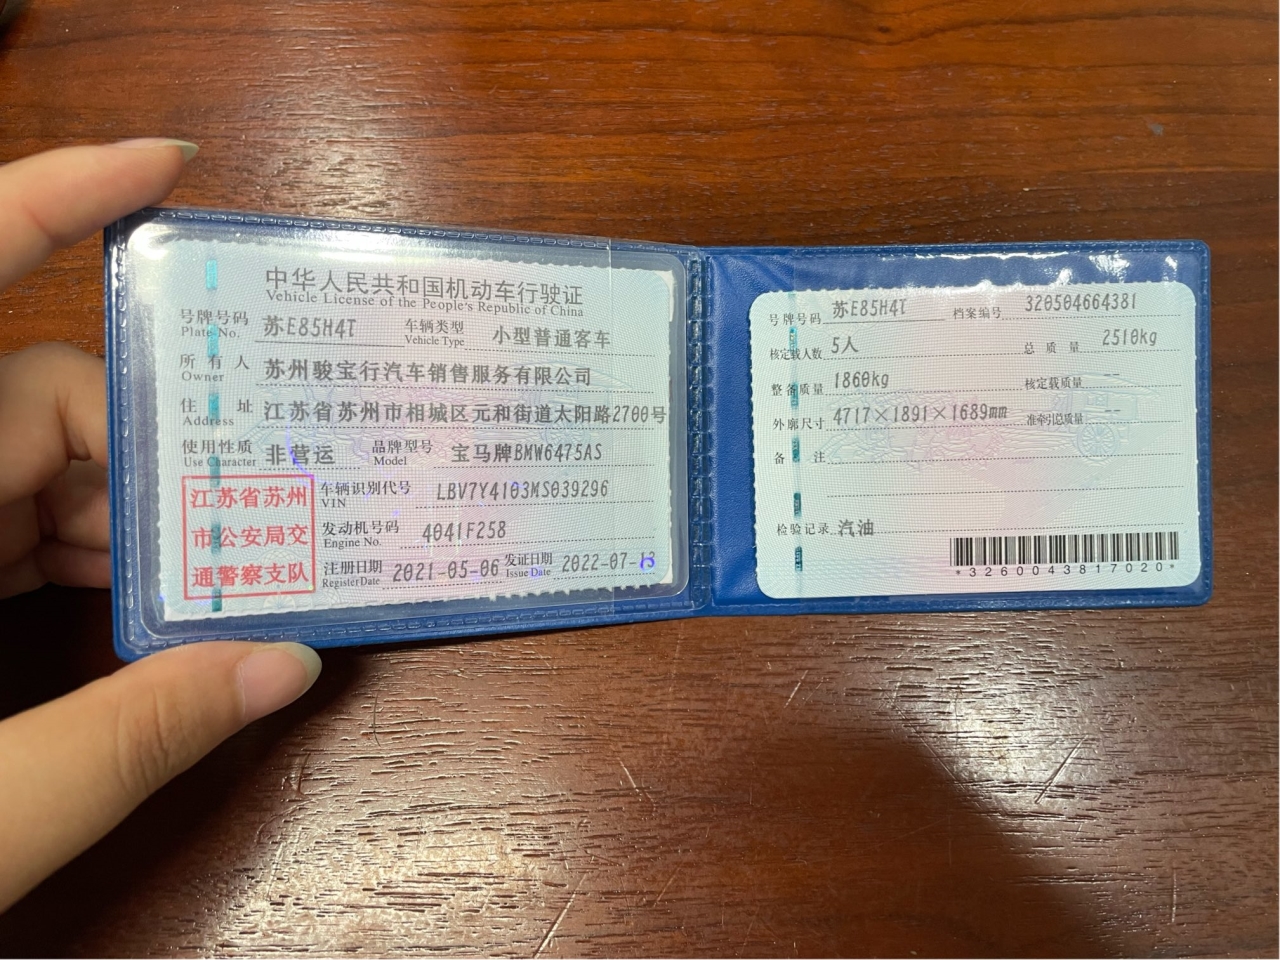 中华人民共和国机动车行驶证
Vehicle License of the People's Republic of China
号牌号码 苏E85H4T 车辆类型 小型普通客车
Plate No. Vehicle Type
所有人 苏州骏宝行汽车销售服务有限公司
Owner
住址 江苏省苏州市相城区元和街道太阳路2700号
Address
使用性质 非营运 品牌型号 宝马牌BMW6475AS
Use Character Model
江苏省苏州
市公安局交
通警察支队
车辆识别代号 LBV7Y4103MS039296
VIN
发动机号码 4041F258
Engine No.
注册日期 2021-05-06 发证日期 2022-07-13
Register Date Issue Date
号牌号码 苏E85H4T 档案编号 320504664381
核定载人数 5人 总质量 2510kg
整备质量 1860kg 核定载质量 --
外廓尺寸 4717×1891×1689mm 准牵引总质量 --
备注
检验记录 汽油
*3260043817020*